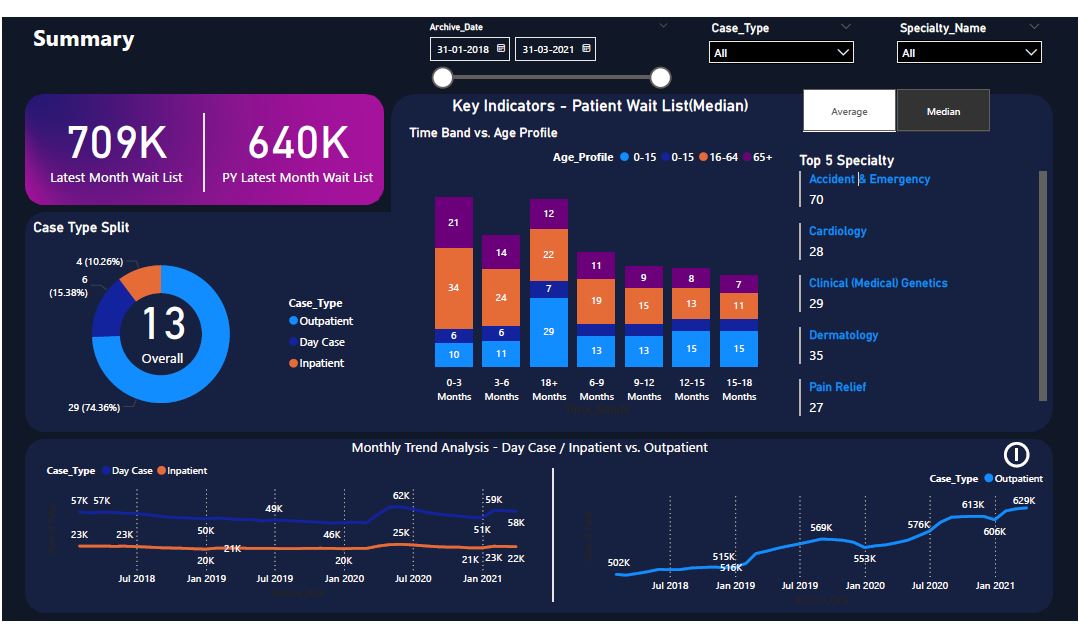 Summary
Archive_Date
31-01-2018
31-03-2021
Case_Type
All
Specialty_Name
All
709K
Latest Month Wait List
640K
PY Latest Month Wait List
Key Indicators - Patient Wait List(Median)
Average
Median
Time Band vs. Age Profile
Age_Profile 0-15 0-15 16-64 65+
21
34
6
10
14
24
6
11
12
22
7
29
11
19
13
9
15
13
8
13
15
7
11
15
0-3 Months
3-6 Months
18+ Months
6-9 Months
9-12 Months
12-15 Months
15-18 Months
Top 5 Specialty
Accident & Emergency
70
Cardiology
28
Clinical (Medical) Genetics
29
Dermatology
35
Pain Relief
27
Case Type Split
4 (10.26%)
6
(15.38%)
13
Overall
29 (74.36%)
Case_Type
Outpatient
Day Case
Inpatient
Monthly Trend Analysis - Day Case / Inpatient vs. Outpatient
Case_Type Day Case Inpatient
57K 57K
50K
49K
46K
62K
51K
59K
58K
23K
23K
20K
21K
20K
25K
21K
23K
22K
Jul 2018 Jan 2019 Jul 2019 Jan 2020 Jul 2020 Jan 2021
Case_Type Outpatient
502K
515K
516K
569K
553K
576K
613K
606K
629K
Jul 2018 Jan 2019 Jul 2019 Jan 2020 Jul 2020 Jan 2021